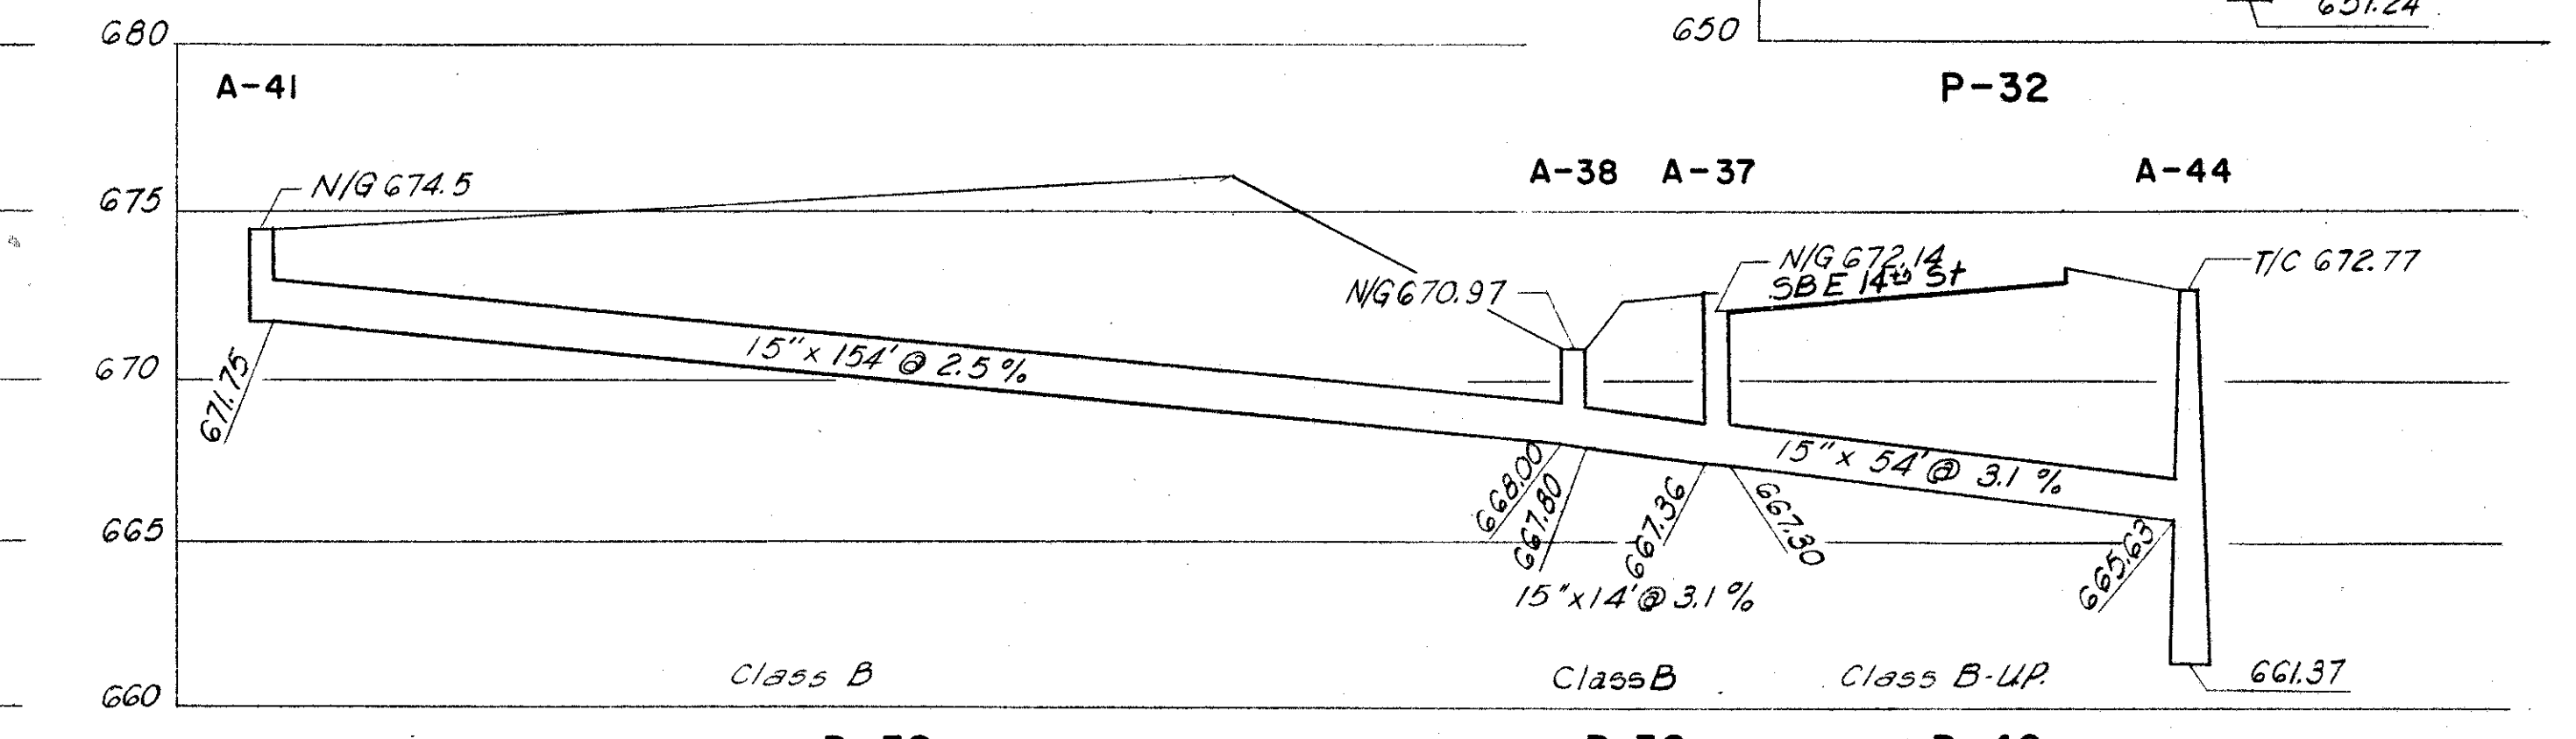 680
650
651.24
A-41
P-32
A-38 A-37 A-44
N/G 674.5
675
N/G 672.14
SB E 14th St
T/C 672.77
N/G 670.97
15" x 154' @ 2.5 %
670
671.75
15" x 54' @ 3.1 %
668.00
667.80
667.36
667.30
665.63
665
15" x 14' @ 3.1 %
Class B
Class B
Class B-U.P.
661.37
660